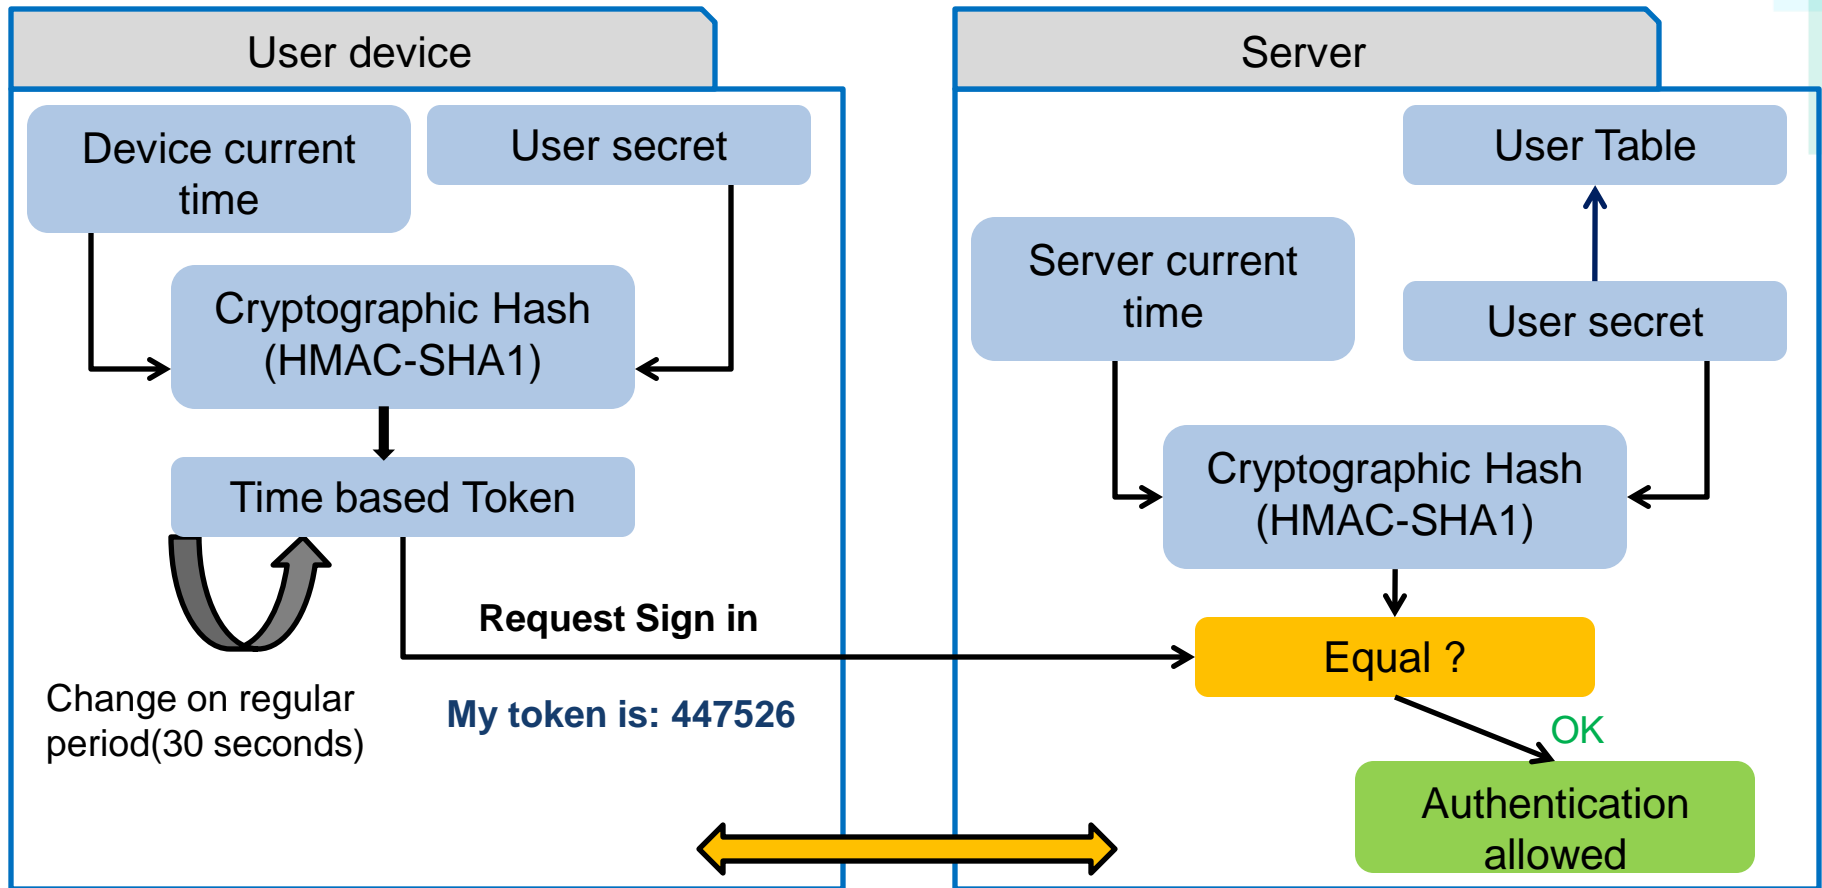 User device
Device current
time
User secret
Cryptographic Hash
(HMAC-SHA1)
Time based Token
Change on regular
period(30 seconds)
Request Sign in
My token is: 447526
Server
User Table
Server current
time
User secret
Cryptographic Hash
(HMAC-SHA1)
Equal ?
OK
Authentication
allowed